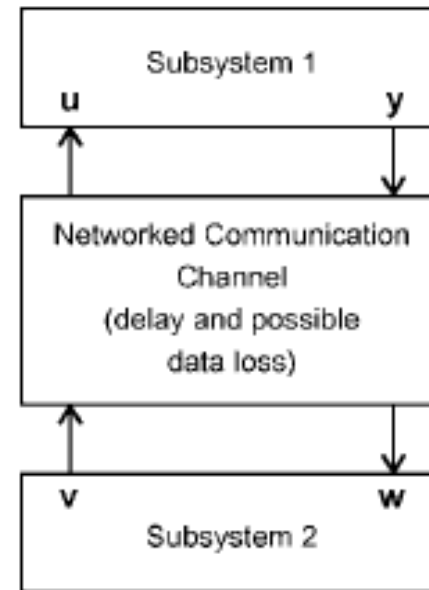 Subsystem 1
u y
Networked Communication
Channel
(delay and possible
data loss)
v w
Subsystem 2